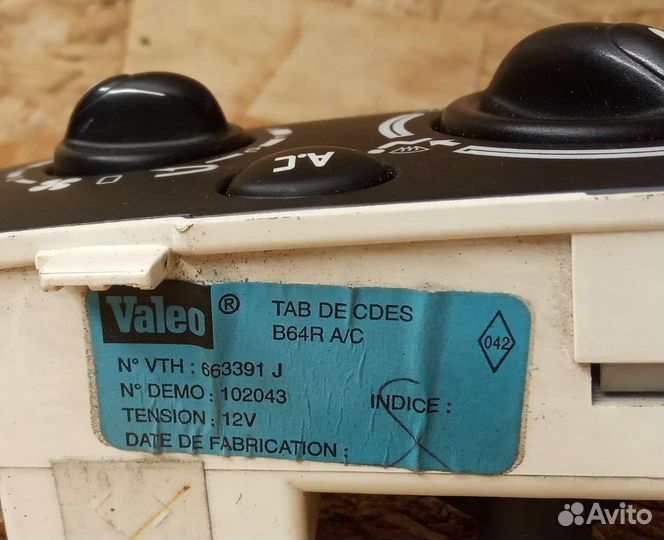 A.C
Valeo ®
TAB DE CDES
B64R A/C
042
N° VTH : 663391 J
N° DEMO : 102043
INDICE :
TENSION : 12V
DATE DE FABRICATION :
Avito